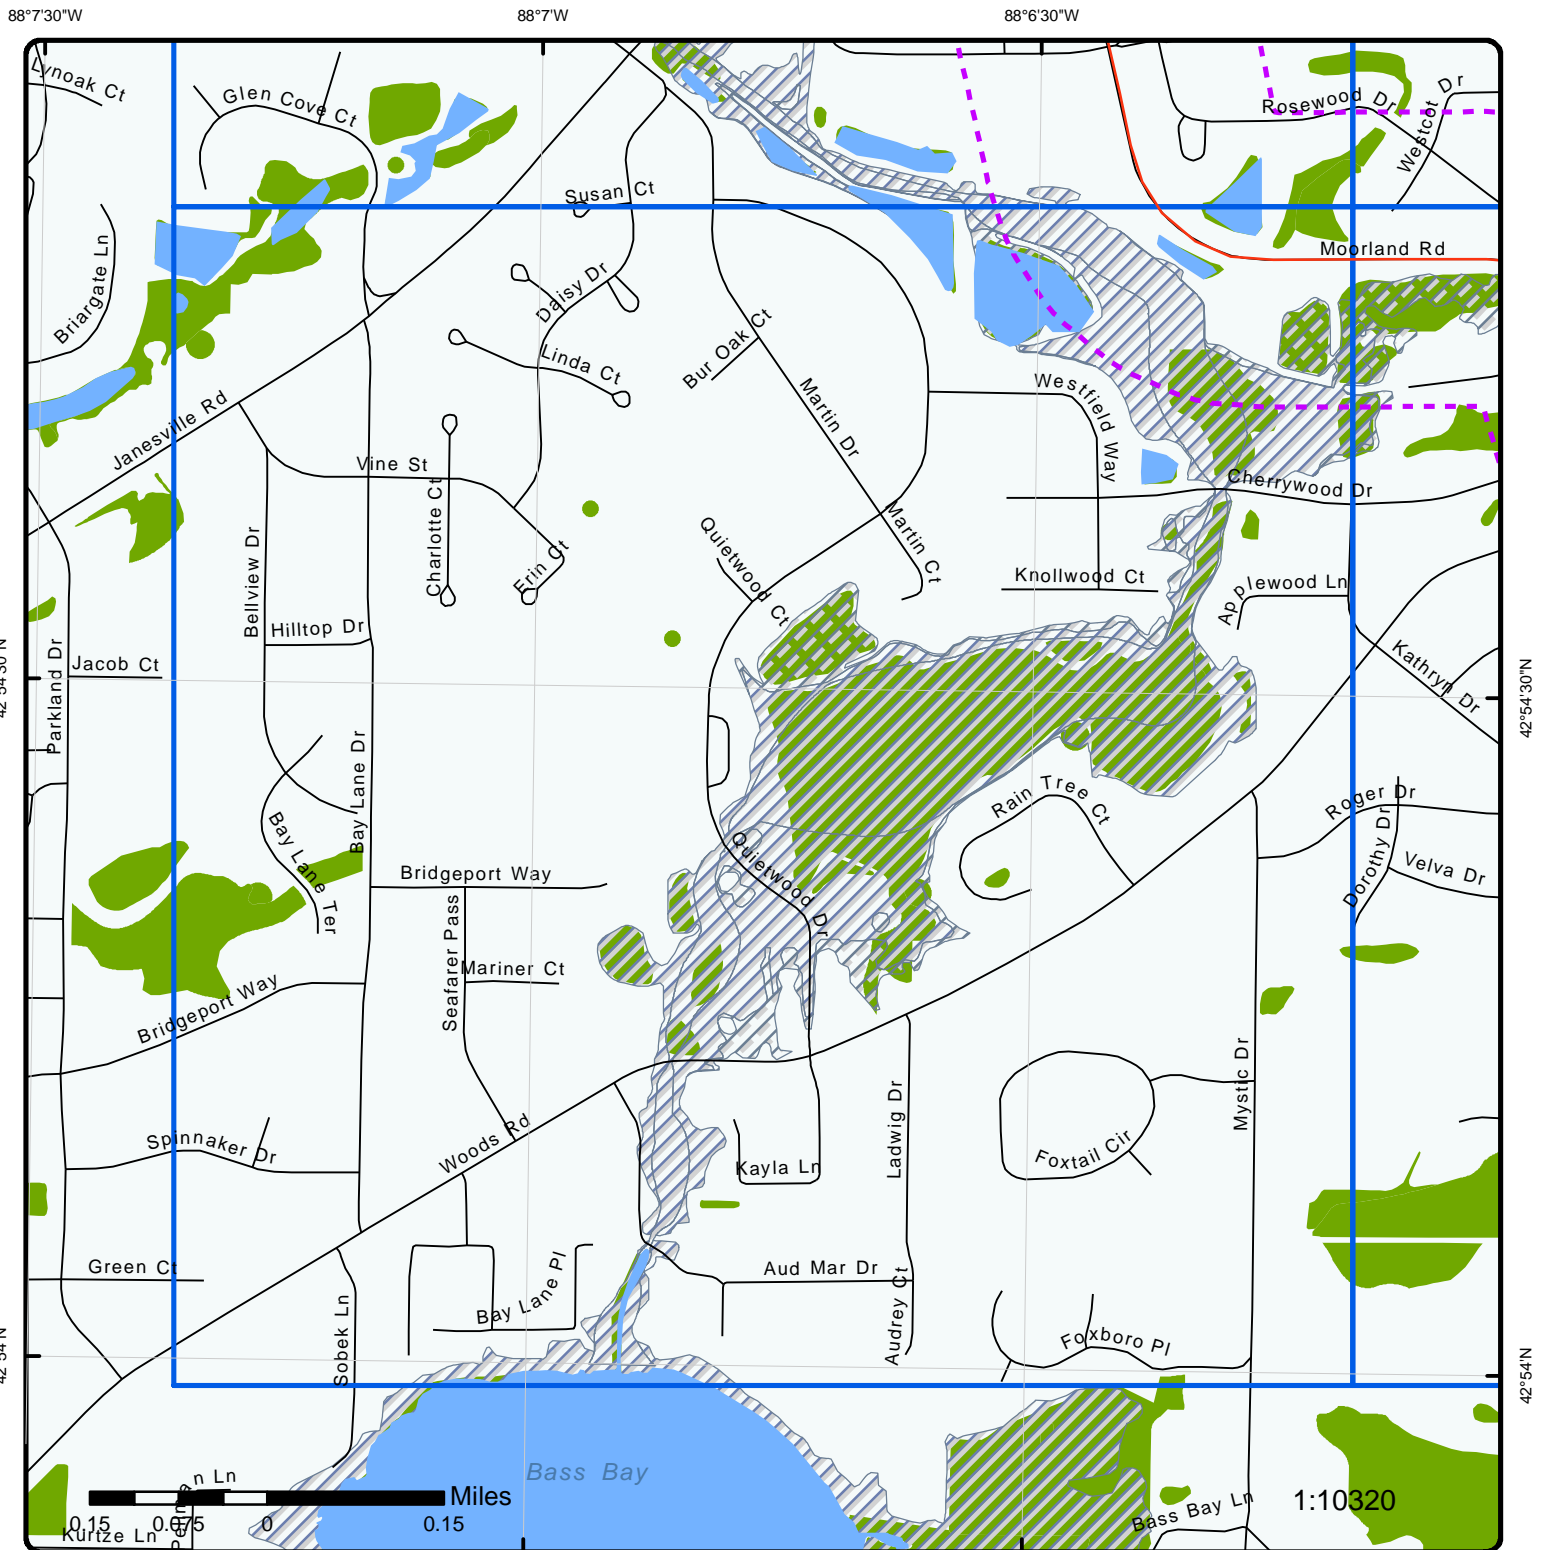 88°7'30"W
88°7'W
88°6'30"W
Lynoak Ct
Glen Cove Ct
Rosewood Dr
Westcot Dr
Susan Ct
Moorland Rd
Briargate Ln
Daisy Dr
Linda Ct
Bur Oak Ct
Martin Dr
Westfield Way
Janesville Rd
Vine St
Charlotte Ct
Cherrywood Dr
Bellview Dr
Erin Ct
Quietwood Ct
Martin Ct
Knollwood Ct
Applewood Ln
Hilltop Dr
Parkland Dr
Jacob Ct
Kathryn Dr
42°54'30"N
42°54'30"N
Bay Lane Dr
Rain Tree Ct
Roger Dr
Dorothy Dr
Velva Dr
Bay Lane Ter
Bridgeport Way
Quietwood Dr
Seafarer Pass
Mariner Ct
Bridgeport Way
Mystic Dr
Ladwig Dr
Spinnaker Dr
Woods Rd
Kayla Ln
Foxtail Cir
Green Ct
Aud Mar Dr
Bay Lane Pl
Sobek Ln
Audrey Ct
Foxboro Pl
42°54'N
42°54'N
Bass Bay
Miles
0.15
0.075
0
0.15
1:10320
Bass Bay Ln
Kurtze Ln